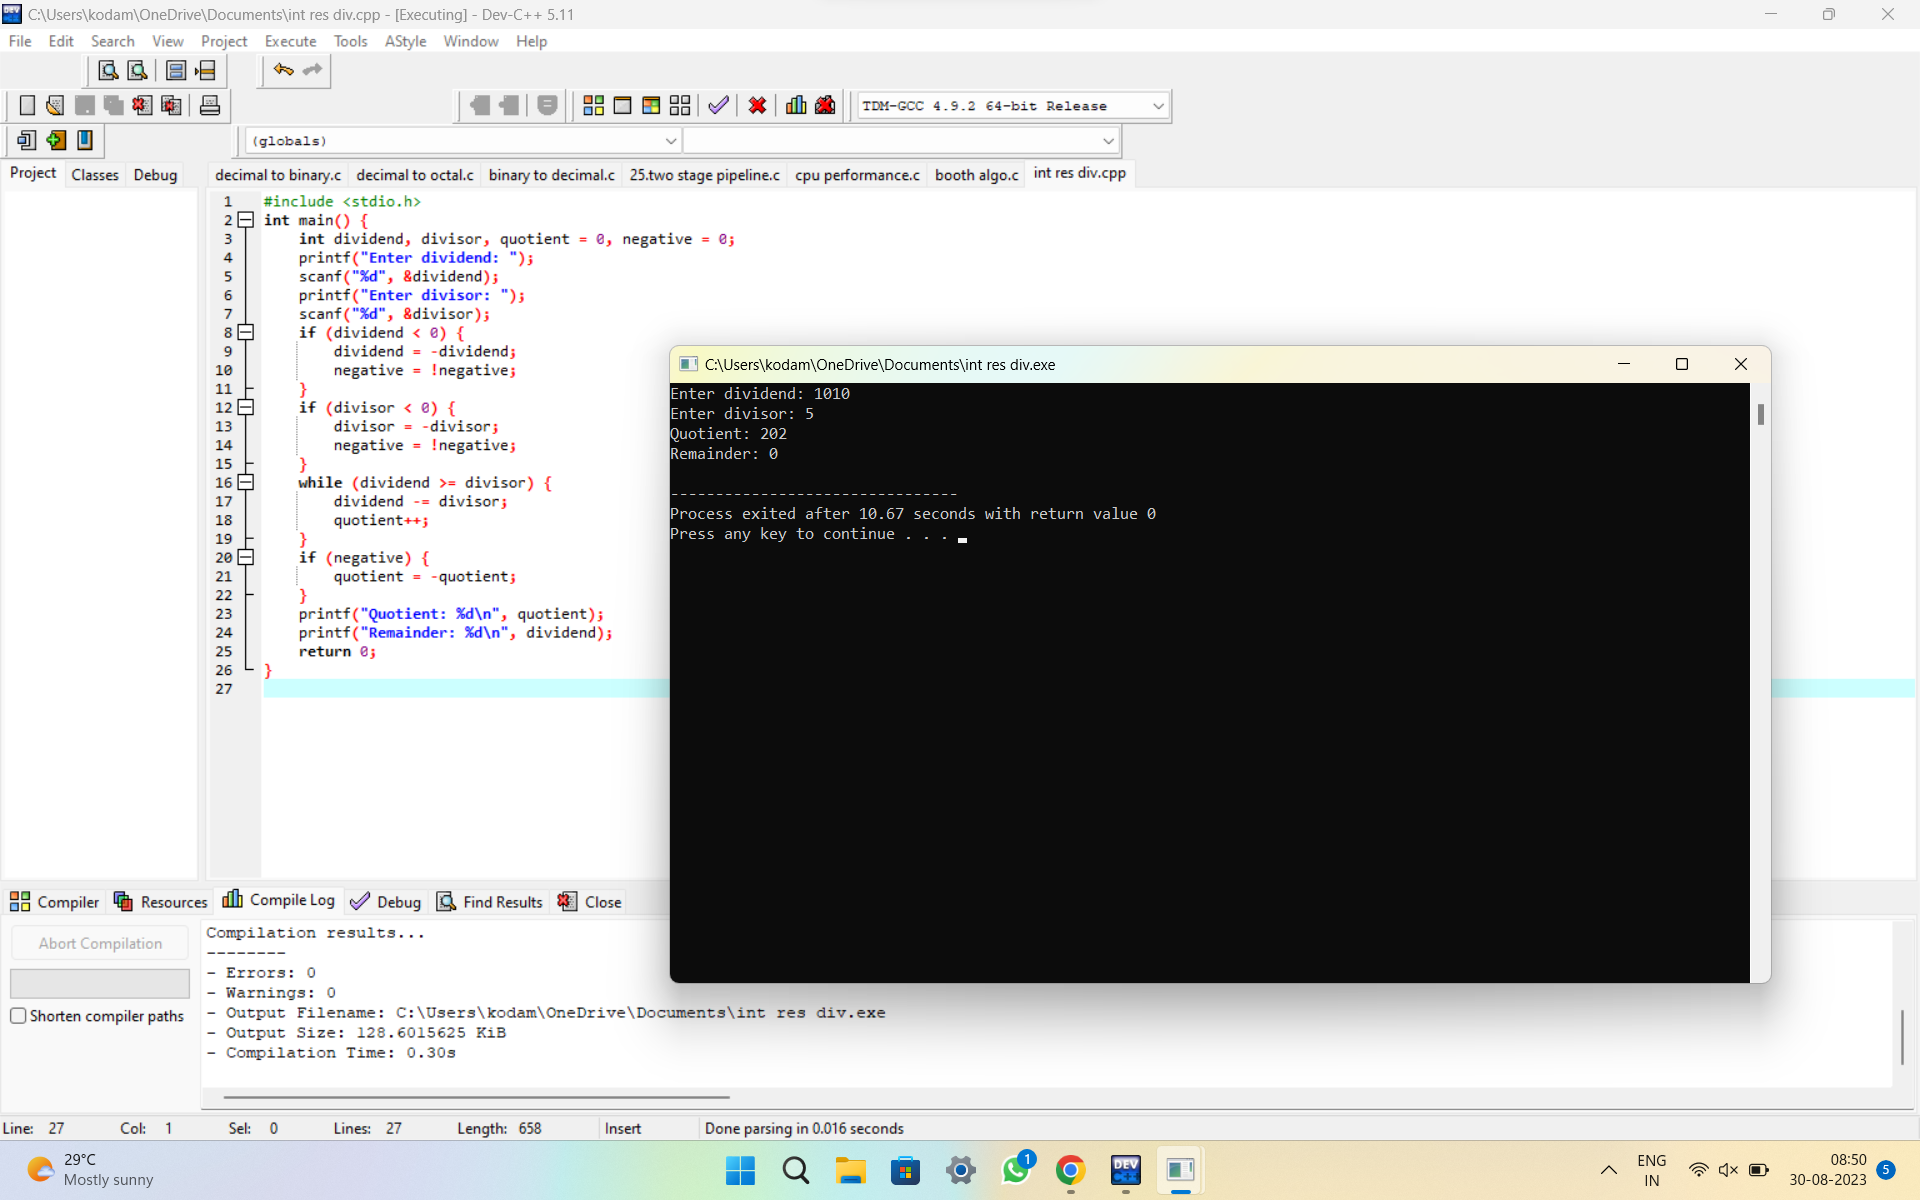 C:\Users\kodam\OneDrive\Documents\int res div.cpp - [Executing] - Dev-C++ 5.11
File Edit Search View Project Execute Tools AStyle Window Help
TDM-GCC 4.9.2 64-bit Release
(globals)
Project Classes Debug
decimal to binary.c decimal to octal.c binary to decimal.c 25.two stage pipeline.c cpu performance.c booth algo.c int res div.cpp
1 #include <stdio.h>
2 int main() {
3 int dividend, divisor, quotient = 0, negative = 0;
4 printf("Enter dividend: ");
5 scanf("%d", &dividend);
6 printf("Enter divisor: ");
7 scanf("%d", &divisor);
8 if (dividend < 0) {
9 dividend = -dividend;
10 negative = !negative;
11 }
12 if (divisor < 0) {
13 divisor = -divisor;
14 negative = !negative;
15 }
16 while (dividend >= divisor) {
17 dividend -= divisor;
18 quotient++;
19 }
20 if (negative) {
21 quotient = -quotient;
22 }
23 printf("Quotient: %d\n", quotient);
24 printf("Remainder: %d\n", dividend);
25 return 0;
26 }
27
C:\Users\kodam\OneDrive\Documents\int res div.exe
Enter dividend: 1010
Enter divisor: 5
Quotient: 202
Remainder: 0
--------------------------------
Process exited after 10.67 seconds with return value 0
Press any key to continue . . .
Compiler Resources Compile Log Debug Find Results Close
Abort Compilation
Shorten compiler paths
Compilation results...
--------
- Errors: 0
- Warnings: 0
- Output Filename: C:\Users\kodam\OneDrive\Documents\int res div.exe
- Output Size: 128.6015625 KiB
- Compilation Time: 0.30s
Line: 27 Col: 1 Sel: 0 Lines: 27 Length: 658 Insert Done parsing in 0.016 seconds
29°C
Mostly sunny
DEV
1
ENG
IN
08:50
30-08-2023
5